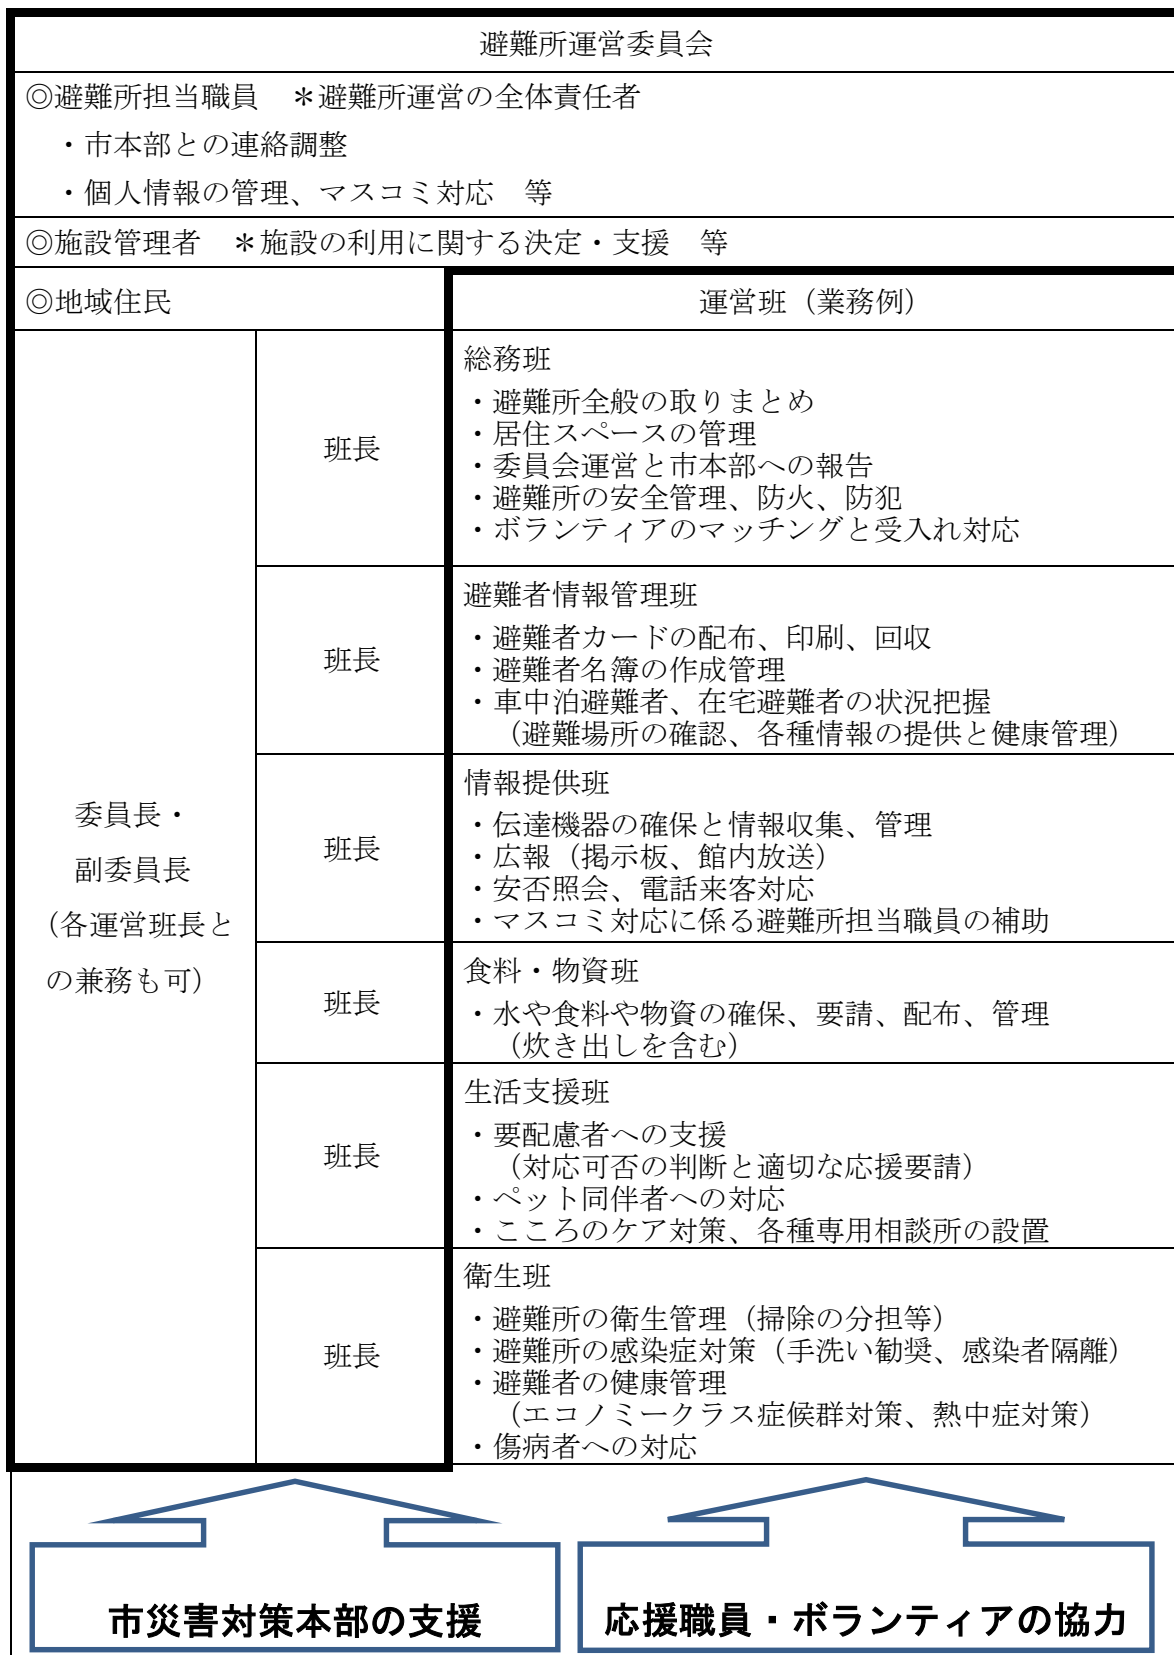 避難所運営委員会
◎避難所担当職員　＊避難所運営の全体責任者
・市本部との連絡調整
・個人情報の管理、マスコミ対応　等
◎施設管理者　＊施設の利用に関する決定・支援　等
◎地域住民
運営班（業務例）
委員長・
副委員長
（各運営班長と
の兼務も可）
班長
総務班
・避難所全般の取りまとめ
・居住スペースの管理
・委員会運営と市本部への報告
・避難所の安全管理、防火、防犯
・ボランティアのマッチングと受入れ対応
班長
避難者情報管理班
・避難者カードの配布、印刷、回収
・避難者名簿の作成管理
・車中泊避難者、在宅避難者の状況把握
（避難場所の確認、各種情報の提供と健康管理）
班長
情報提供班
・伝達機器の確保と情報収集、管理
・広報（掲示板、館内放送）
・安否照会、電話来客対応
・マスコミ対応に係る避難所担当職員の補助
班長
食料・物資班
・水や食料や物資の確保、要請、配布、管理
（炊き出しを含む）
班長
生活支援班
・要配慮者への支援
（対応可否の判断と適切な応援要請）
・ペット同伴者への対応
・こころのケア対策、各種専用相談所の設置
班長
衛生班
・避難所の衛生管理（掃除の分担等）
・避難所の感染症対策（手洗い勧奨、感染者隔離）
・避難者の健康管理
（エコノミークラス症候群対策、熱中症対策）
・傷病者への対応
市災害対策本部の支援
応援職員・ボランティアの協力